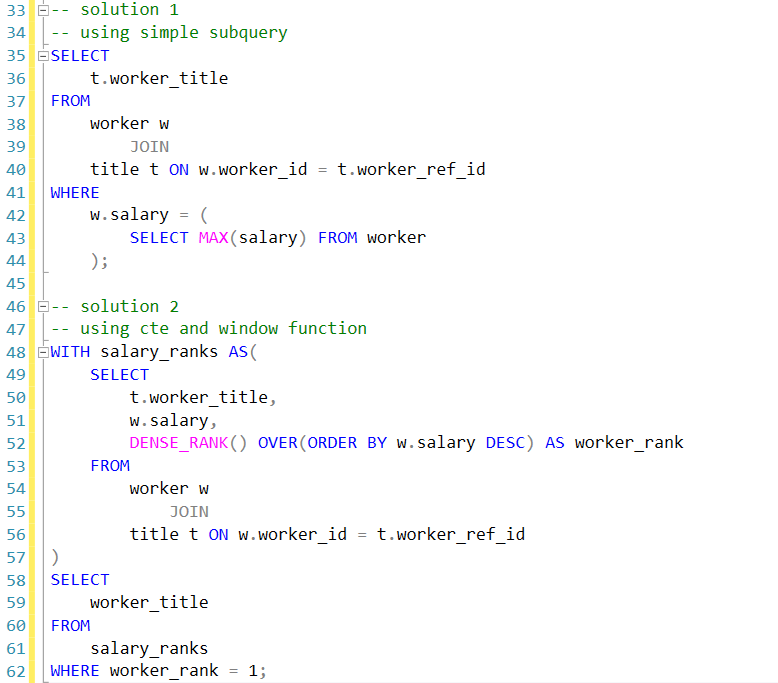 33 -- solution 1
34 -- using simple subquery
35 SELECT
36 t.worker_title
37 FROM
38 worker w
39 JOIN
40 title t ON w.worker_id = t.worker_ref_id
41 WHERE
42 w.salary = (
43 SELECT MAX(salary) FROM worker
44 );
45
46 -- solution 2
47 -- using cte and window function
48 WITH salary_ranks AS(
49 SELECT
50 t.worker_title,
51 w.salary,
52 DENSE_RANK() OVER(ORDER BY w.salary DESC) AS worker_rank
53 FROM
54 worker w
55 JOIN
56 title t ON w.worker_id = t.worker_ref_id
57 )
58 SELECT
59 worker_title
60 FROM
61 salary_ranks
62 WHERE worker_rank = 1;